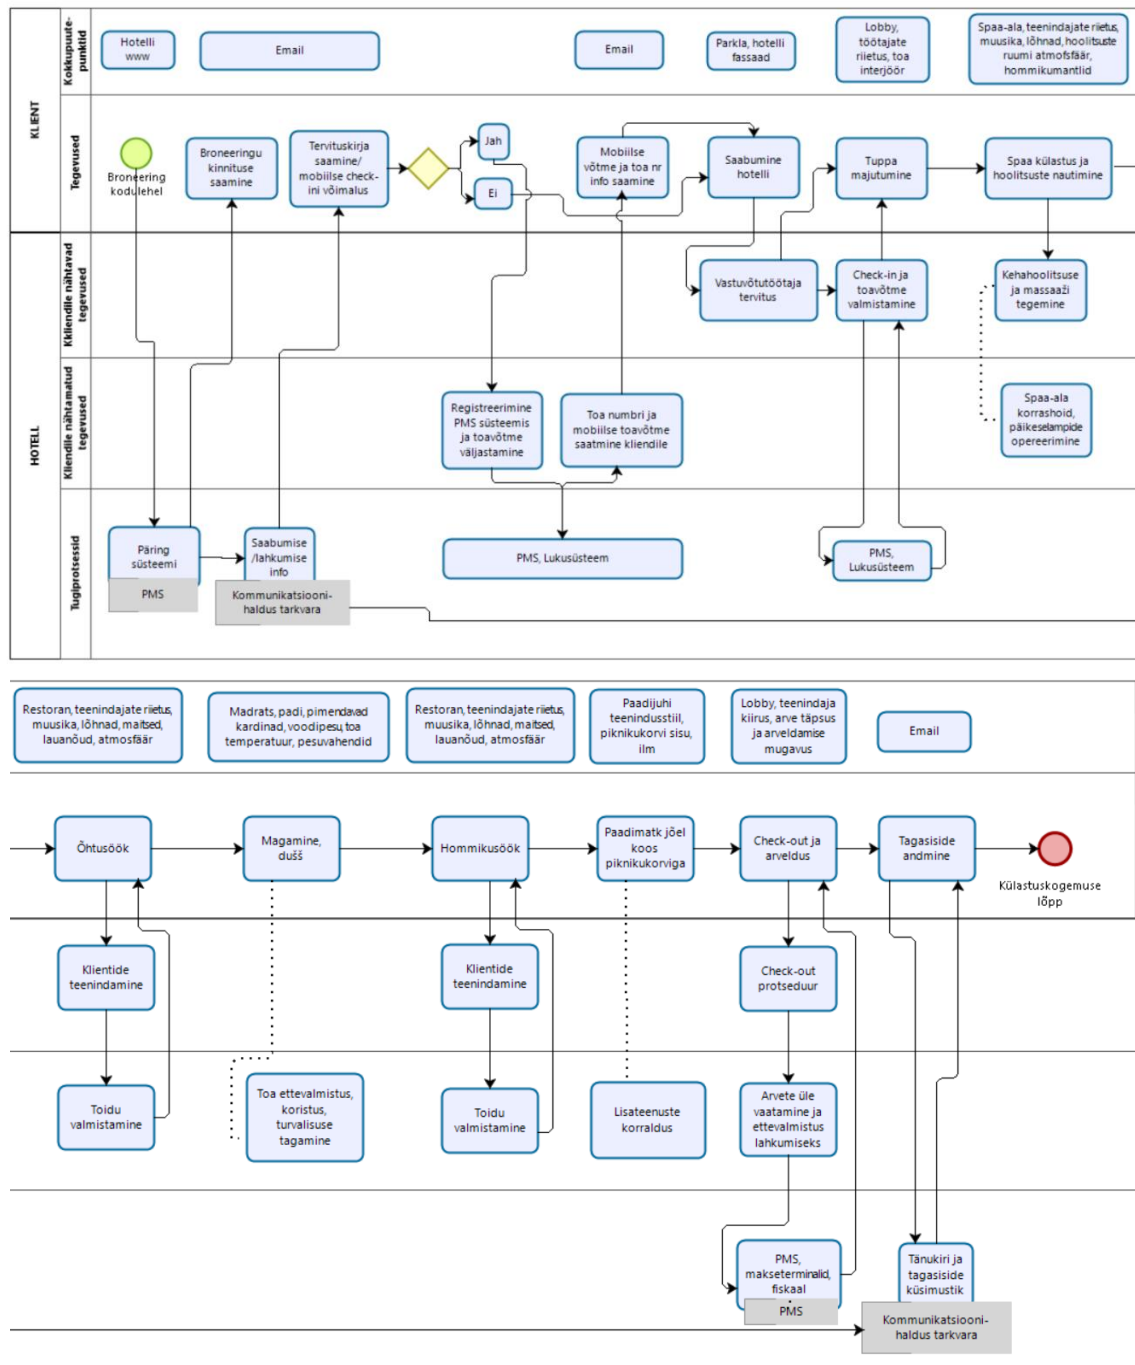 KLIENT
Kokkupuute-
punktid
Hotelli
www
Email
Email
Parkla, hotelli
fassaad
Lobby,
töötajate
riietus, toa
interjöör
Spaa-ala, teenindajate riietus,
muusika, lõhnad, hoolitsuste
ruumi atmofsfäär,
hommikumantlid
Tegevused
Broneering
kodulehel
Broneeringu
kinnituse
saamine
Tervituskirja
saamine/
mobiilse check-
ini võimalus
Jah
Ei
Mobiilse
võtme ja toa nr
info saamine
Saabumine
hotelli
Tuppa
majutumine
Spaa külastus ja
hoolitsuste nautimine
HOTELL
Kkliendile nähtavad
tegevused
Vastuvõtutöötaja
tervitus
Check-in ja
toavõtme
valmistamine
Kehahoolitsuse
ja massaaži
tegemine
Kliendile nähtamatud
tegevused
Registreerimine
PMS süsteemis
ja toavõtme
väljastamine
Toa numbri ja
mobiilse toavõtme
saatmine kliendile
Spaa-ala
korrashoid,
päikeselampide
opereerimine
Tugiprotsessid
Päring
süsteemi
PMS
Saabumise
/lahkumise
info
Kommunikatsiooni-
haldus tarkvara
PMS, Lukusüsteem
PMS,
Lukusüsteem
Restoran, teenindajate riietus,
muusika, lõhnad, maitsed,
lauanõud, atmosfäär
Madrats, padi, pimendavad
kardinad, voodipesu, toa
temperatuur, pesuvahendid
Restoran, teenindajate riietus,
muusika, lõhnad, maitsed,
lauanõud, atmosfäär
Paadijuhi
teenindusstiil,
piknikukorvi sisu,
ilm
Lobby, teenindaja
kiirus, arve täpsus
ja arveldamise
mugavus
Email
Õhtusöök
Magamine,
dušš
Hommikusöök
Paadimatk jõel
koos
piknikukorviga
Check-out ja
arveldus
Tagasiside
andmine
Külastuskogemuse
lõpp
Klientide
teenindamine
Klientide
teenindamine
Check-out
protseduur
Toidu
valmistamine
Toa ettevalmistus,
koristus,
turvalisuse
tagamine
Toidu
valmistamine
Lisateenuste
korraldus
Arvete üle
vaatamine ja
ettevalmistus
lahkumiseks
PMS,
makseterminalid,
fiskaal
PMS
Tänukiri ja
tagasiside
küsimustik
Kommunikatsiooni-
haldus tarkvara